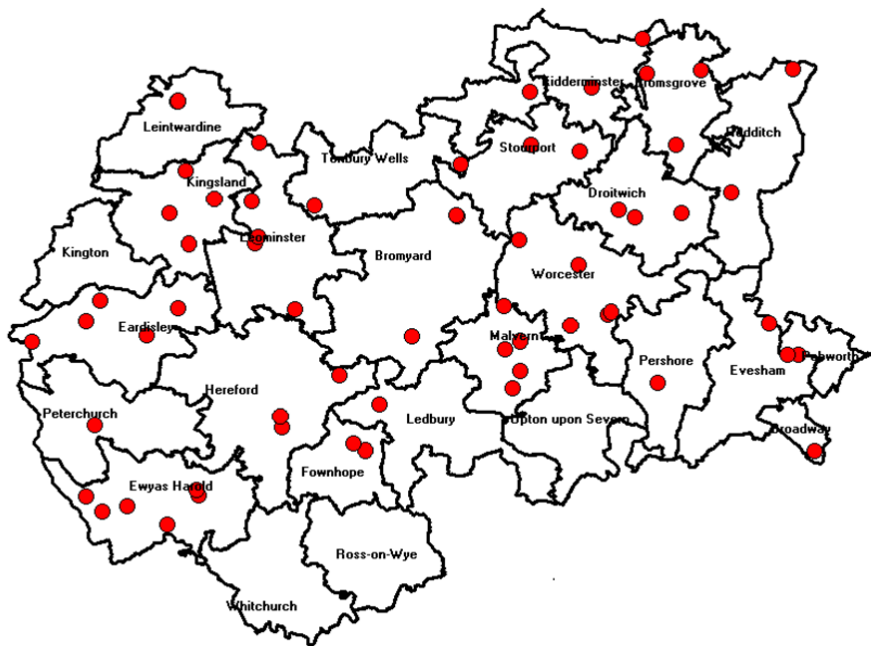 Kidderminster
Bromsgrove
Leintwardine
Redditch
Stourport
Tenbury Wells
Kingsland
Droitwich
Leominster
Kington
Bromyard
Worcester
Eardisley
Malvern
Pabworth
Pershore
Evesham
Hereford
Peterchurch
Ledbury
Upton upon Severn
Broadway
Fownhope
Ewyas Harold
Ross-on-Wye
Whitchurch